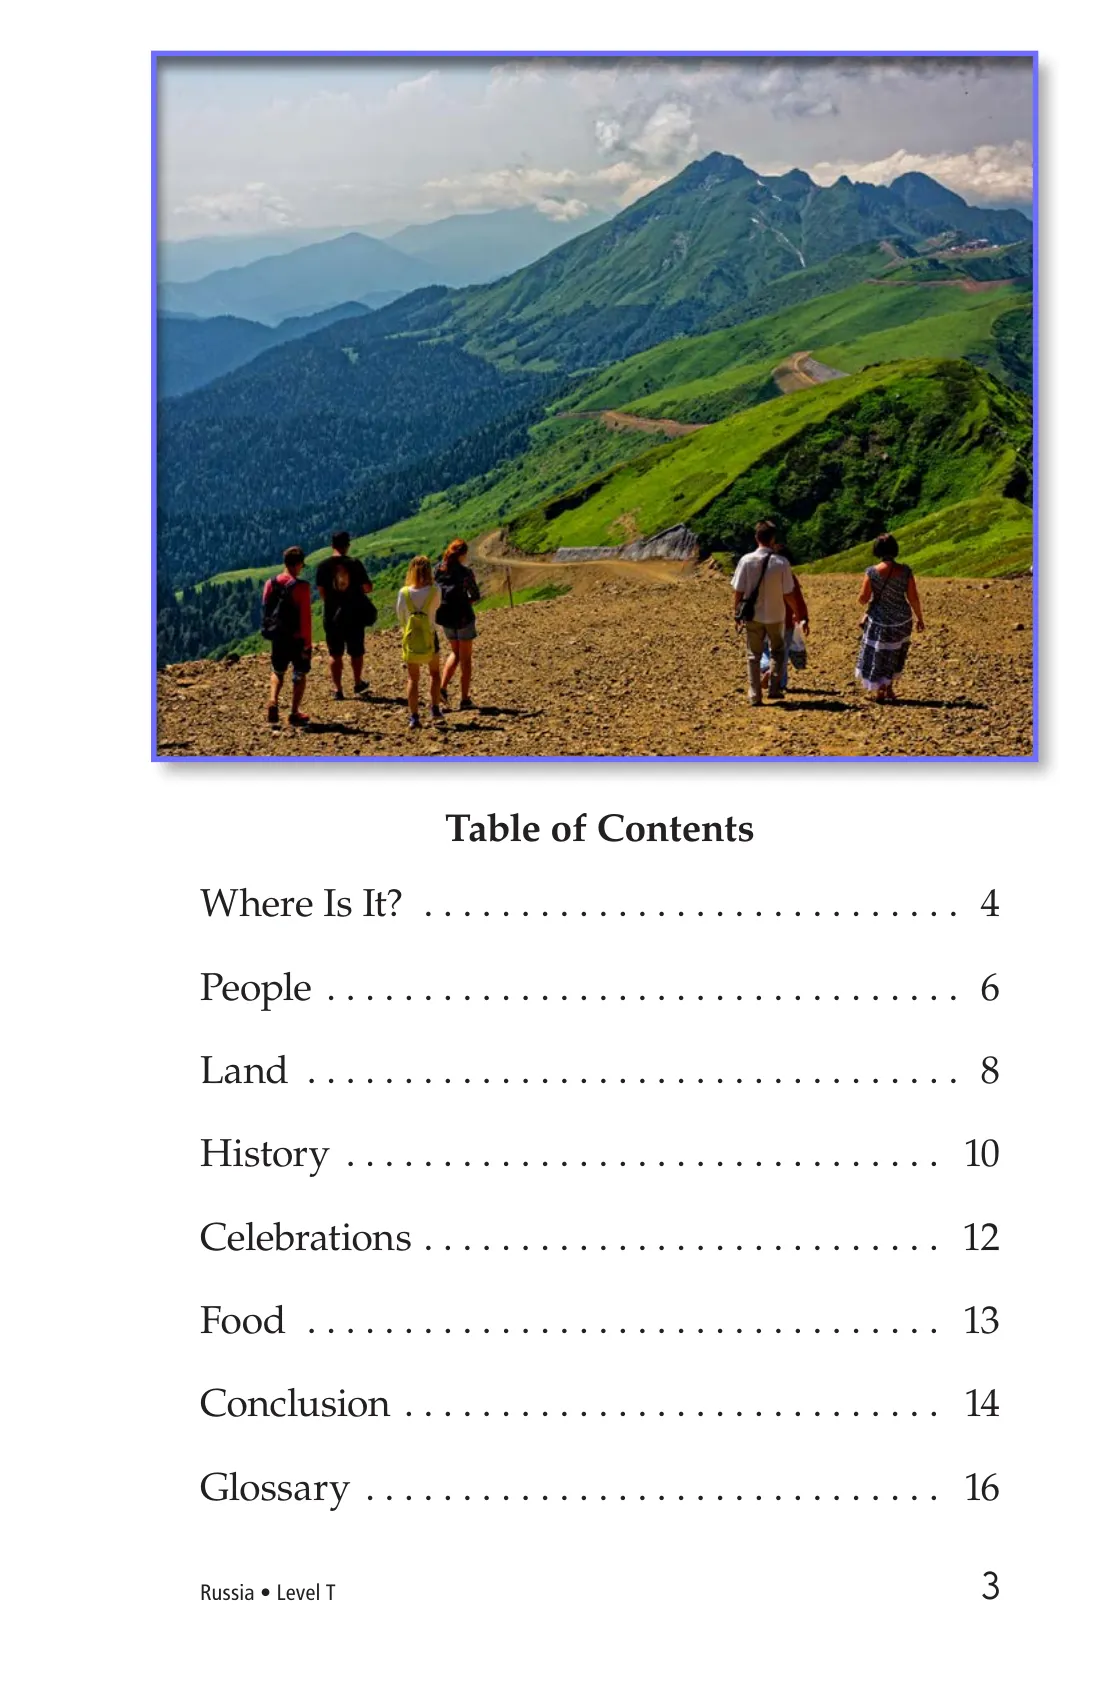 Table of Contents
Where Is It? . . . . . . . . . . . . . . . . . . . . . . . . . . . . 4
People . . . . . . . . . . . . . . . . . . . . . . . . . . . . . . . . . 6
Land . . . . . . . . . . . . . . . . . . . . . . . . . . . . . . . . . . 8
History . . . . . . . . . . . . . . . . . . . . . . . . . . . . . . . 10
Celebrations . . . . . . . . . . . . . . . . . . . . . . . . . . . 12
Food . . . . . . . . . . . . . . . . . . . . . . . . . . . . . . . . . 13
Conclusion . . . . . . . . . . . . . . . . . . . . . . . . . . . . 14
Glossary . . . . . . . . . . . . . . . . . . . . . . . . . . . . . . 16
Russia • Level T 3